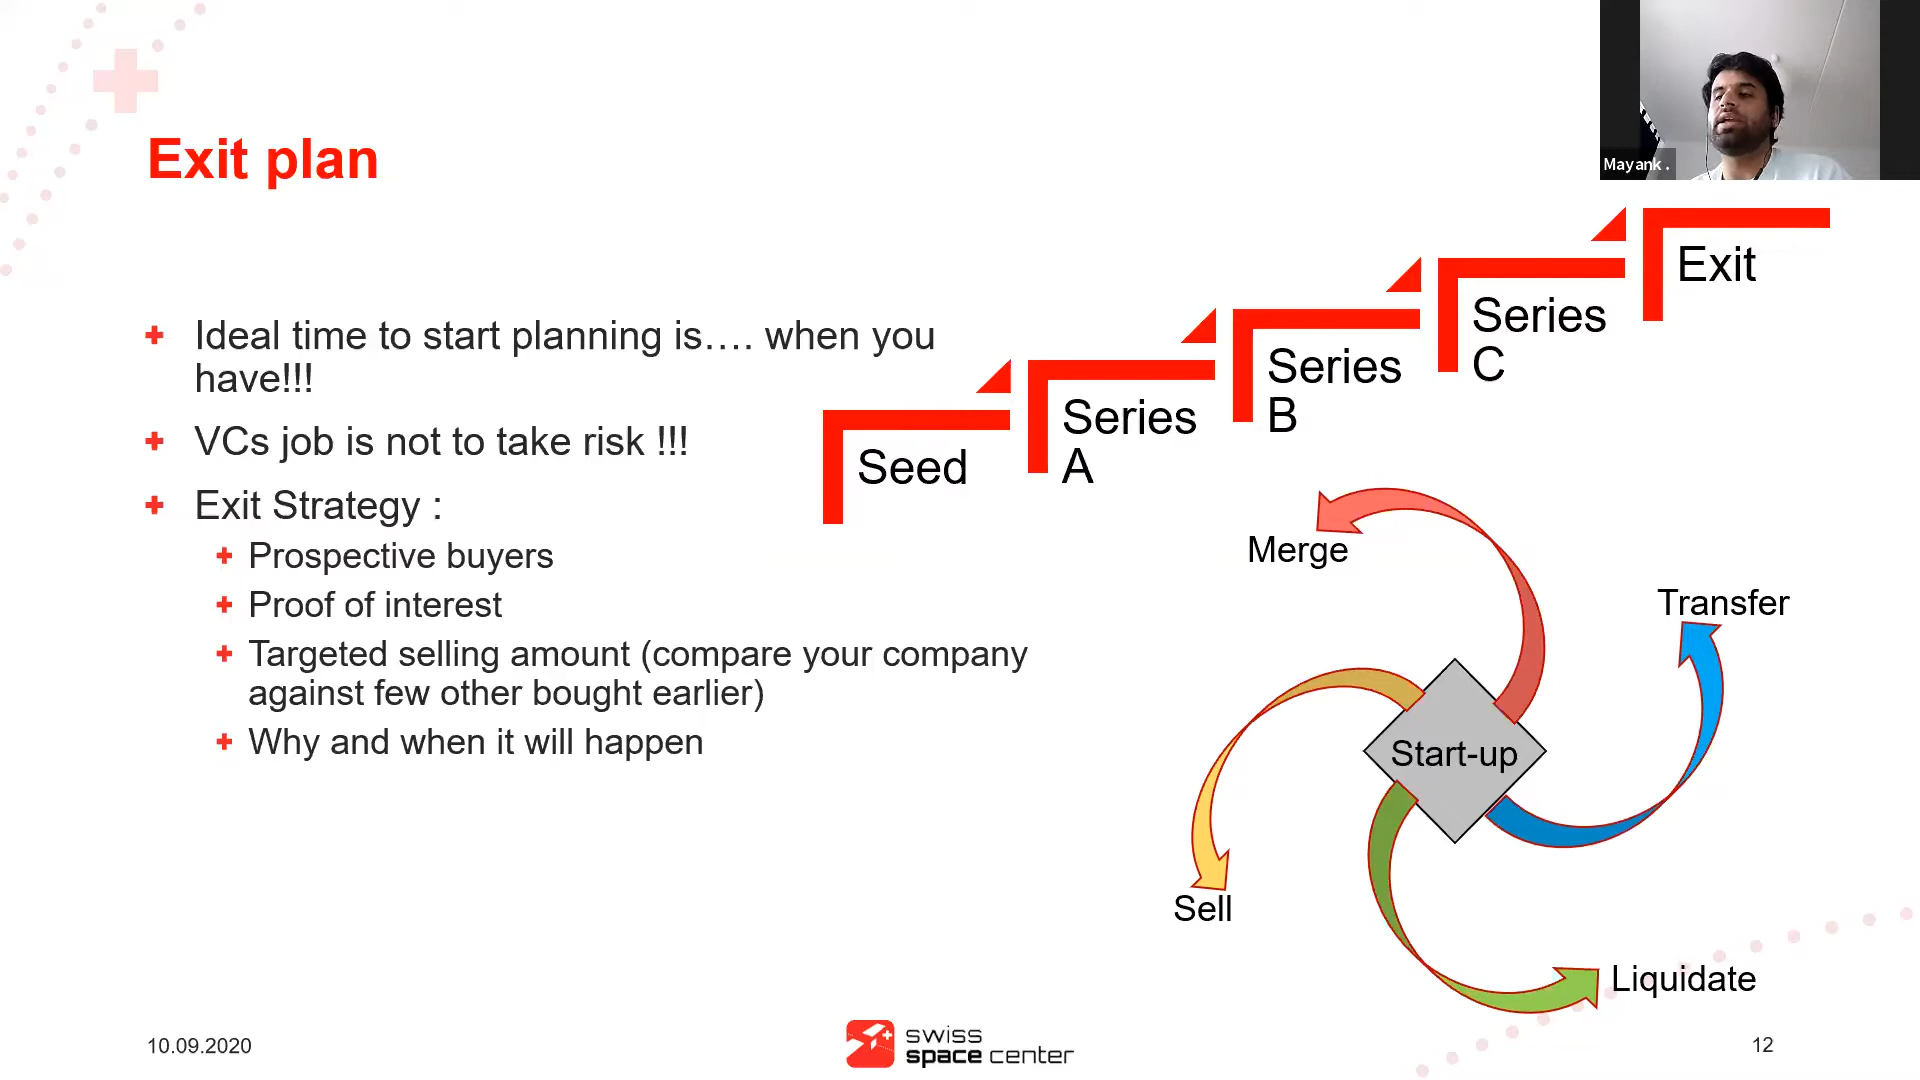 Mayank .
Exit plan
Ideal time to start planning is…. when you
have!!!
VCs job is not to take risk !!!
Exit Strategy :
Prospective buyers
Proof of interest
Targeted selling amount (compare your company
against few other bought earlier)
Why and when it will happen
Seed
Series
A
Series
B
Series
C
Exit
Merge
Transfer
Start-up
Sell
Liquidate
10.09.2020
swiss
space center
12